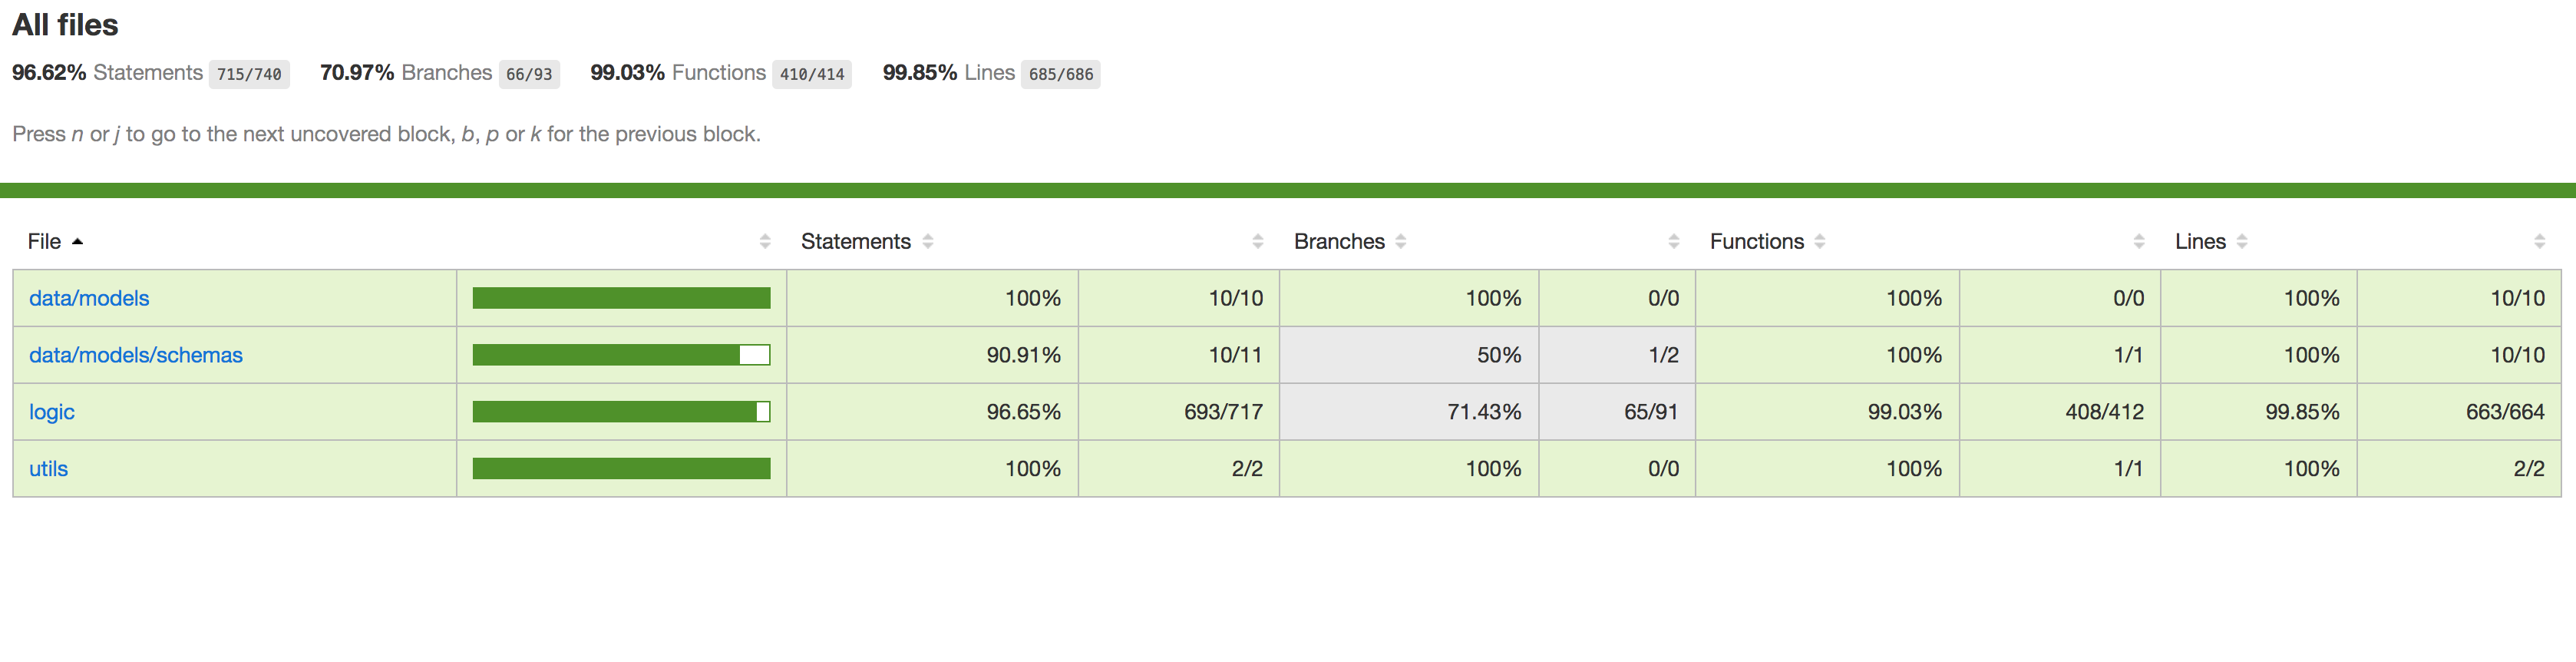 All files
96.62% Statements 715/740 70.97% Branches 66/93 99.03% Functions 410/414 99.85% Lines 685/686
Press n or j to go to the next uncovered block, b, p or k for the previous block.
File Statements Branches Functions Lines
data/models 100% 10/10 100% 0/0 100% 0/0 100% 10/10
data/models/schemas 90.91% 10/11 50% 1/2 100% 1/1 100% 10/10
logic 96.65% 693/717 71.43% 65/91 99.03% 408/412 99.85% 663/664
utils 100% 2/2 100% 0/0 100% 1/1 100% 2/2